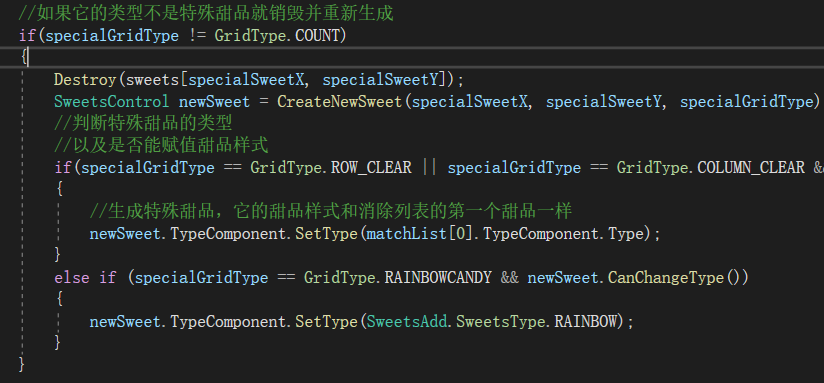 //如果它的类型不是特殊甜品就销毁并重新生成
if(specialGridType != GridType.COUNT)
{
Destroy(sweets[specialSweetX, specialSweetY]);
SweetsControl newSweet = CreateNewSweet(specialSweetX, specialSweetY, specialGridType)
//判断特殊甜品的类型
//以及是否能赋值甜品样式
if(specialGridType == GridType.ROW_CLEAR || specialGridType == GridType.COLUMN_CLEAR &&
{
//生成特殊甜品，它的甜品样式和消除列表的第一个甜品一样
newSweet.TypeComponent.SetType(matchList[0].TypeComponent.Type);
}
else if (specialGridType == GridType.RAINBOWCANDY && newSweet.CanChangeType())
{
newSweet.TypeComponent.SetType(SweetsAdd.SweetsType.RAINBOW);
}
}